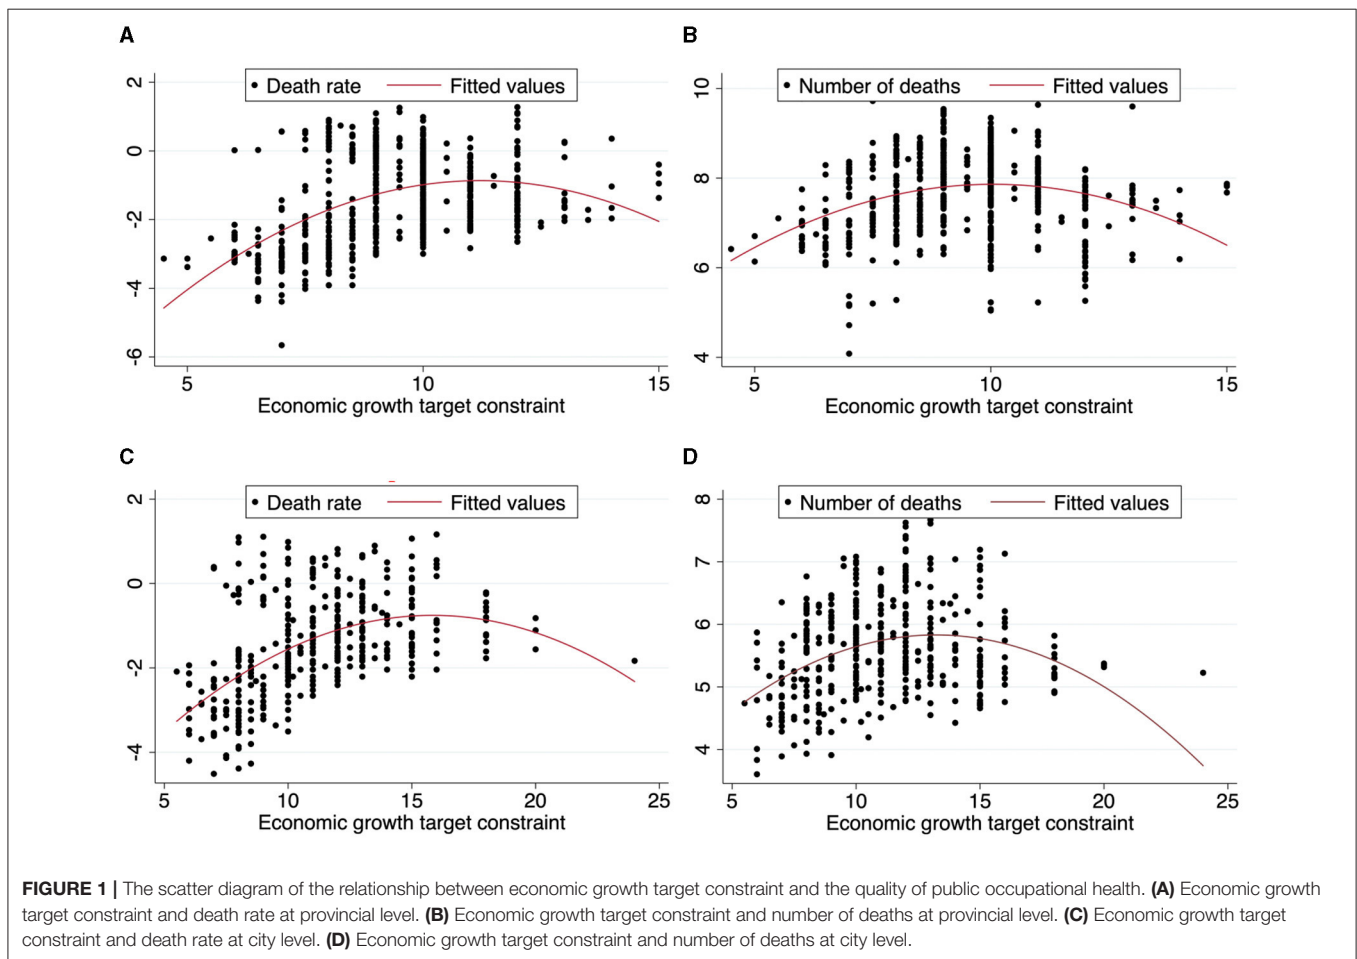 A
Death rate
Fitted values
2
0
-2
-4
-6
5
10
15
Economic growth target constraint
B
Number of deaths
Fitted values
10
8
6
4
5
10
15
Economic growth target constraint
C
Death rate
Fitted values
2
0
-2
-4
5
10
15
20
25
Economic growth target constraint
D
Number of deaths
Fitted values
8
7
6
5
4
5
10
15
20
25
Economic growth target constraint
FIGURE 1 | The scatter diagram of the relationship between economic growth target constraint and the quality of public occupational health. (A) Economic growth
target constraint and death rate at provincial level. (B) Economic growth target constraint and number of deaths at provincial level. (C) Economic growth target
constraint and death rate at city level. (D) Economic growth target constraint and number of deaths at city level.